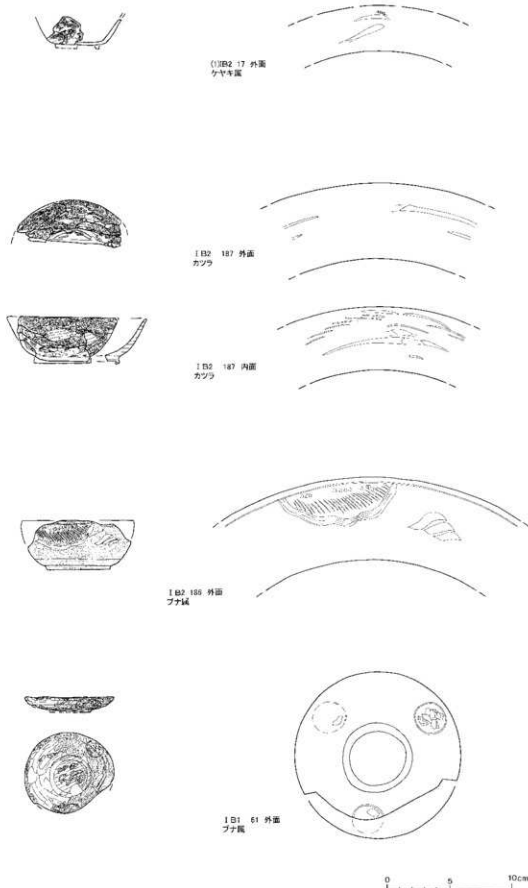 (1)IB2 17 外面
ケヤキ属
I B2 187 外面
カツラ
I B2 187 内面
カツラ
I B2 186 外面
ブナ属
I B1 61 外面
ブナ属
0 5 10cm